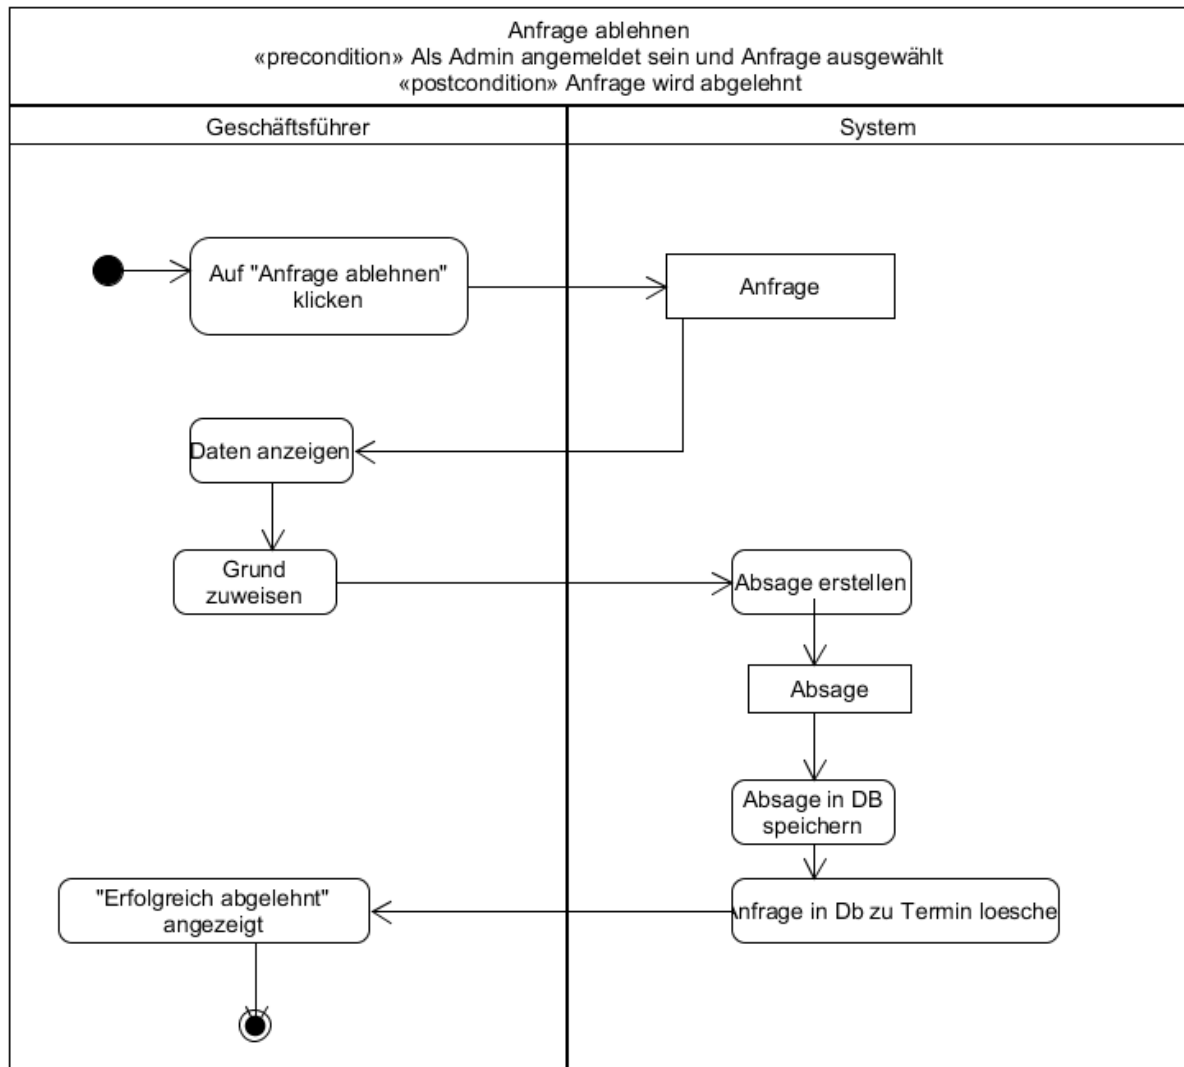 Anfrage ablehnen
«precondition» Als Admin angemeldet sein und Anfrage ausgewählt
«postcondition» Anfrage wird abgelehnt
Geschäftsführer
System
Auf "Anfrage ablehnen"
klicken
Anfrage
Daten anzeigen
Grund
zuweisen
Absage erstellen
Absage
Absage in DB
speichern
"Erfolgreich abgelehnt"
angezeigt
nfrage in Db zu Termin loesche